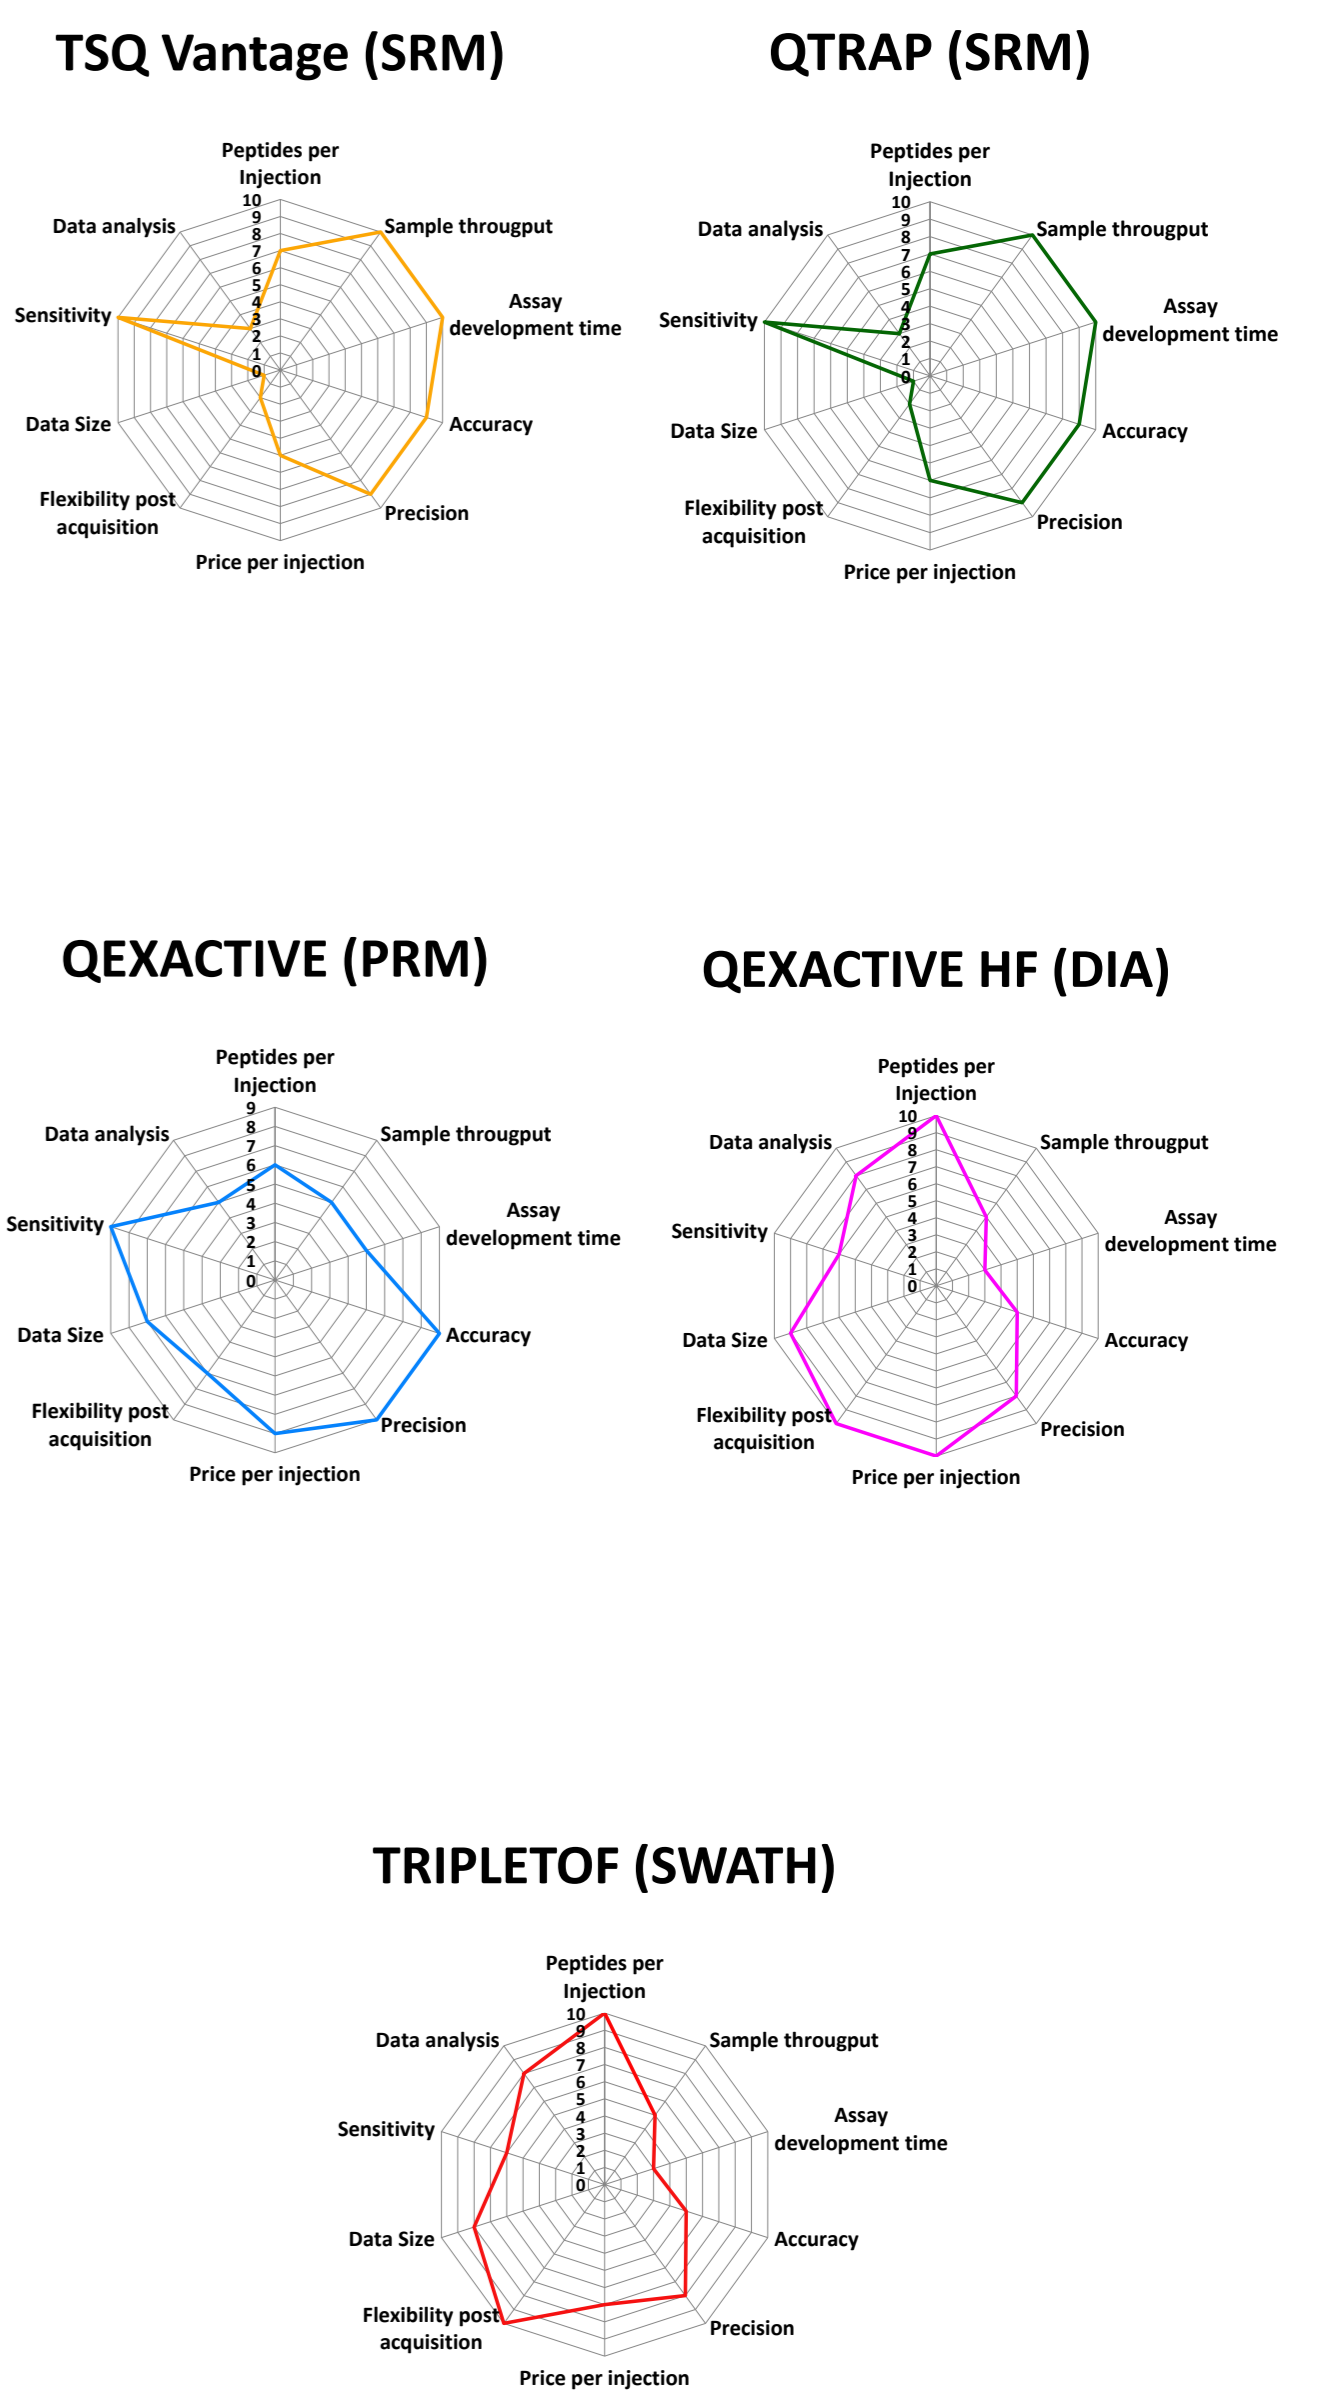 TSQ Vantage (SRM)
Peptides per
Injection
10
9
8
7
6
5
4
3
2
1
0
Sample througput
Assay
development time
Accuracy
Precision
Price per injection
Flexibility post
acquisition
Data Size
Sensitivity
Data analysis
QTRAP (SRM)
Peptides per
Injection
10
9
8
7
6
5
4
3
2
1
0
Sample througput
Assay
development time
Accuracy
Precision
Price per injection
Flexibility post
acquisition
Data Size
Sensitivity
Data analysis
QEXACTIVE (PRM)
Peptides per
Injection
9
8
7
6
5
4
3
2
1
0
Sample througput
Assay
development time
Accuracy
Precision
Price per injection
Flexibility post
acquisition
Data Size
Sensitivity
Data analysis
QEXACTIVE HF (DIA)
Peptides per
Injection
10
9
8
7
6
5
4
3
2
1
0
Sample througput
Assay
development time
Accuracy
Precision
Price per injection
Flexibility post
acquisition
Data Size
Sensitivity
Data analysis
TRIPLETOF (SWATH)
Peptides per
Injection
10
9
8
7
6
5
4
3
2
1
0
Sample througput
Assay
development time
Accuracy
Precision
Price per injection
Flexibility post
acquisition
Data Size
Sensitivity
Data analysis